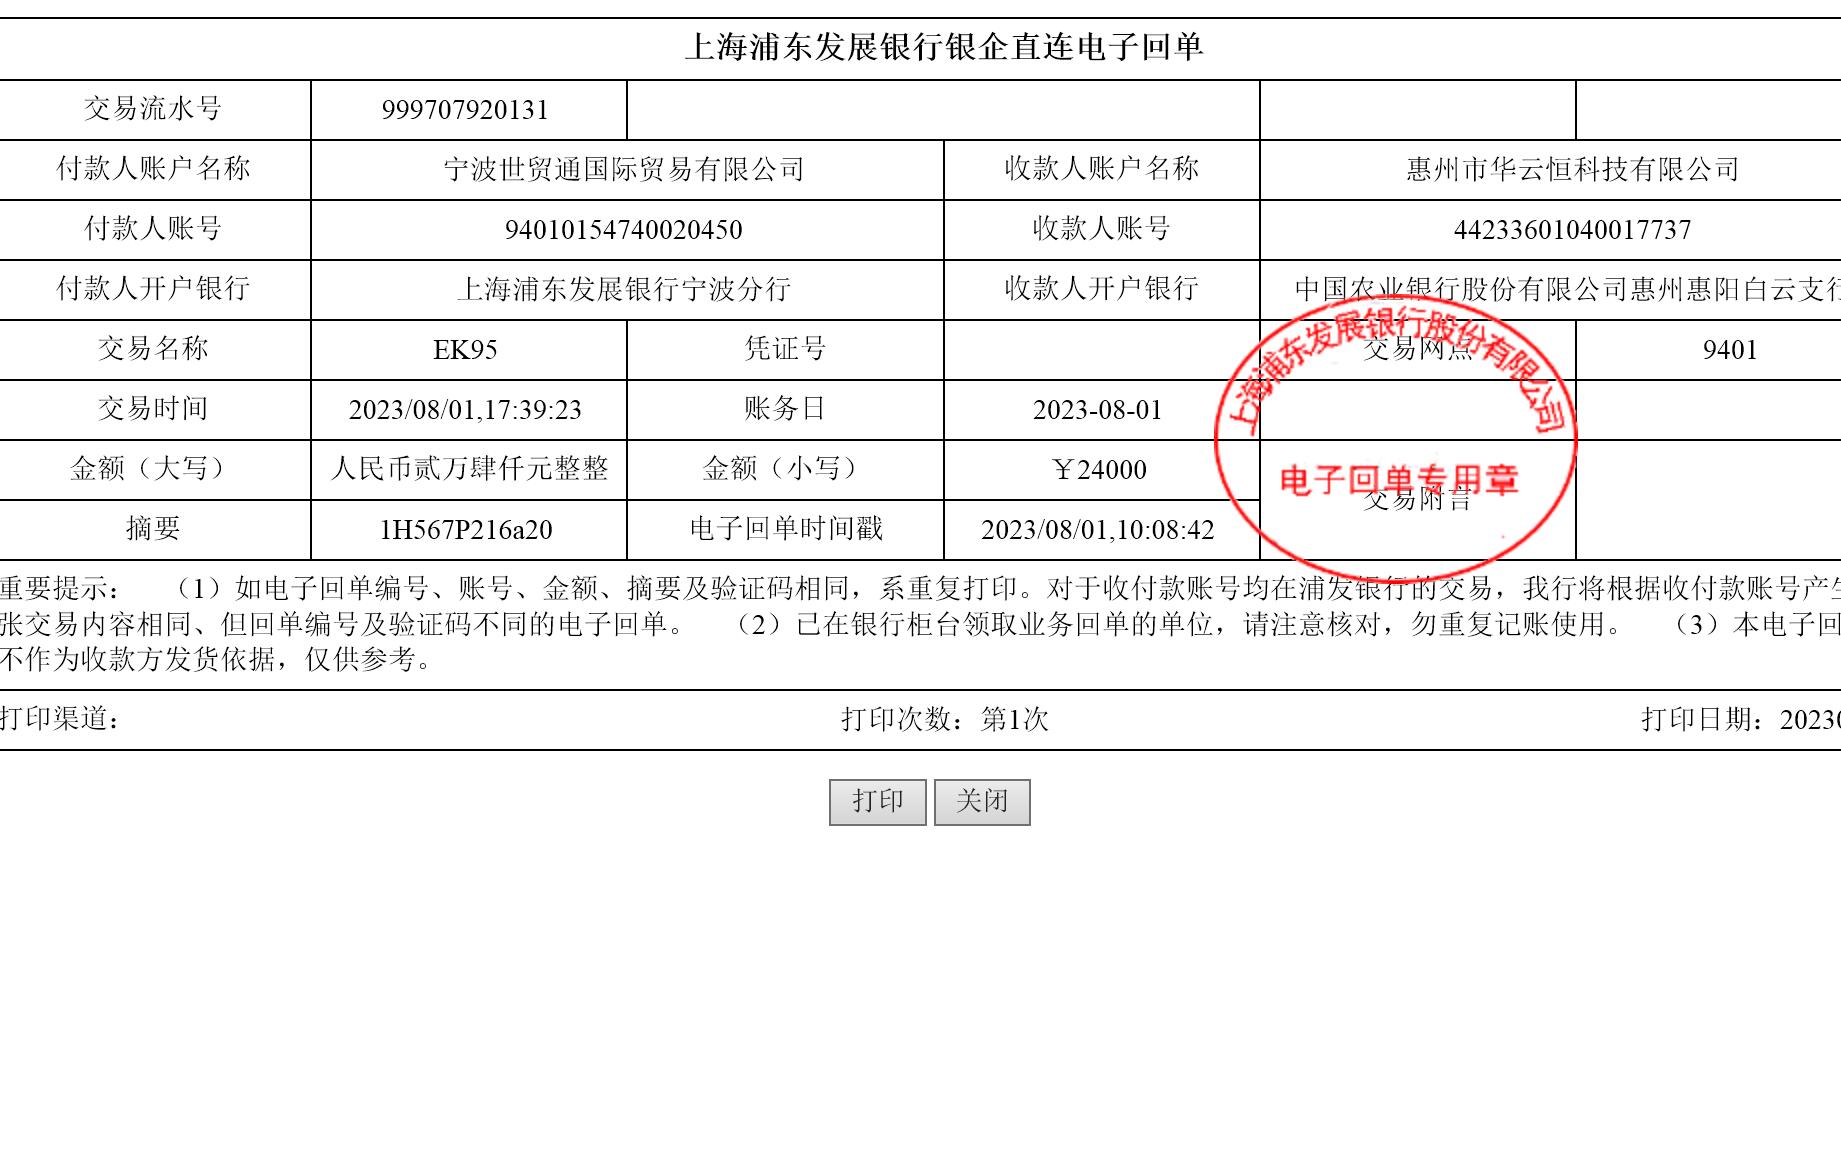 上海浦东发展银行银企直连电子回单
交易流水号 999707920131
付款人账户名称 宁波世贸通国际贸易有限公司 收款人账户名称 惠州市华云恒科技有限公司
付款人账号 94010154740020450 收款人账号 44233601040017737
付款人开户银行 上海浦东发展银行宁波分行 收款人开户银行 中国农业银行股份有限公司惠州惠阳白云支行
交易名称 EK95 凭证号 交易网点 9401
上海浦东发展银行股份有限公司
交易时间 2023/08/01,17:39:23 账务日 2023-08-01
金额（大写） 人民币贰万肆仟元整整 金额（小写） ￥24000
电子回单专用章
交易附言
摘要 1H567P216a20 电子回单时间戳 2023/08/01,10:08:42
重要提示： （1）如电子回单编号、账号、金额、摘要及验证码相同，系重复打印。对于收付款账号均在浦发银行的交易，我行将根据收付款账号产生
张交易内容相同、但回单编号及验证码不同的电子回单。 （2）已在银行柜台领取业务回单的单位，请注意核对，勿重复记账使用。 （3）本电子回
不作为收款方发货依据，仅供参考。
打印渠道： 打印次数：第1次 打印日期：2023
打印 关闭